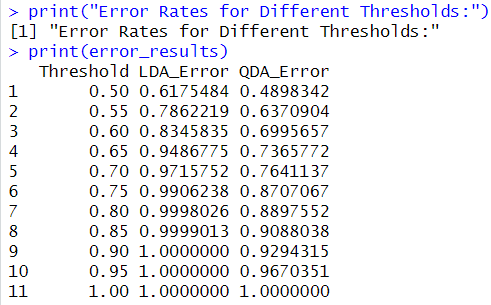 > print("Error Rates for Different Thresholds:")
[1] "Error Rates for Different Thresholds:"
> print(error_results)
   Threshold LDA_Error QDA_Error
1       0.50 0.6175484 0.4898342
2       0.55 0.7862219 0.6370904
3       0.60 0.8345835 0.6995657
4       0.65 0.9486775 0.7365772
5       0.70 0.9715752 0.7641137
6       0.75 0.9906238 0.8707067
7       0.80 0.9998026 0.8897552
8       0.85 0.9999013 0.9088038
9       0.90 1.0000000 0.9294315
10      0.95 1.0000000 0.9670351
11      1.00 1.0000000 1.0000000